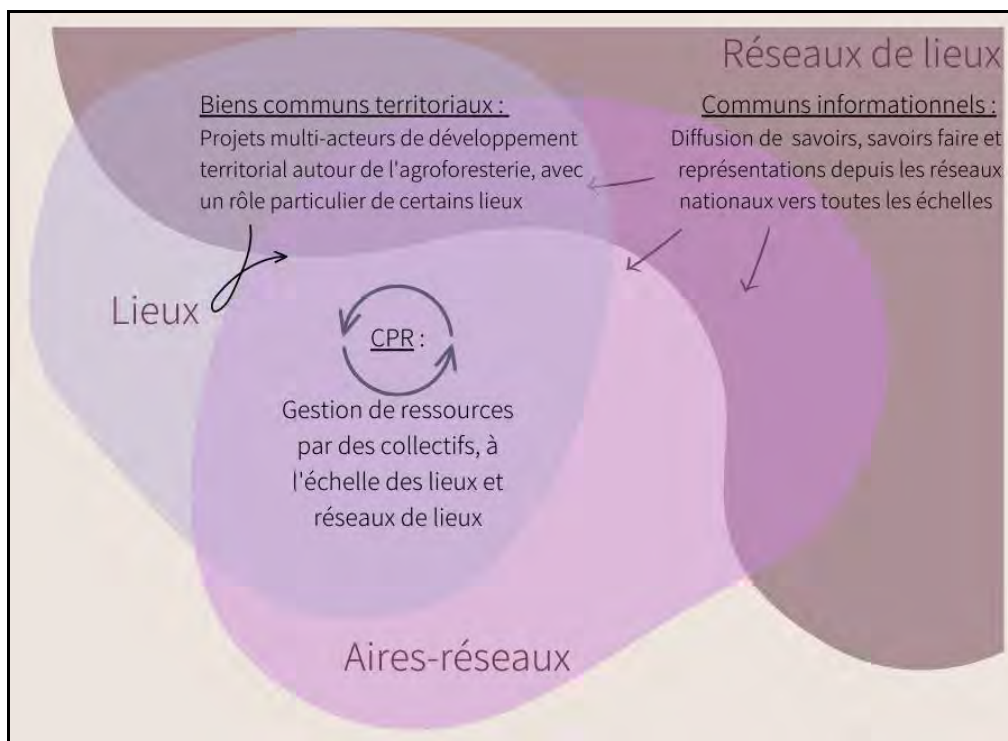 Réseaux de lieux
Biens communs territoriaux :
Projets multi-acteurs de développement
territorial autour de l'agroforesterie, avec
un rôle particulier de certains lieux
Communs informationnels :
Diffusion de savoirs, savoirs faire et
représentations depuis les réseaux
nationaux vers toutes les échelles
Lieux
CPR :
Gestion de ressources
par des collectifs, à
l'échelle des lieux et
réseaux de lieux
Aires-réseaux